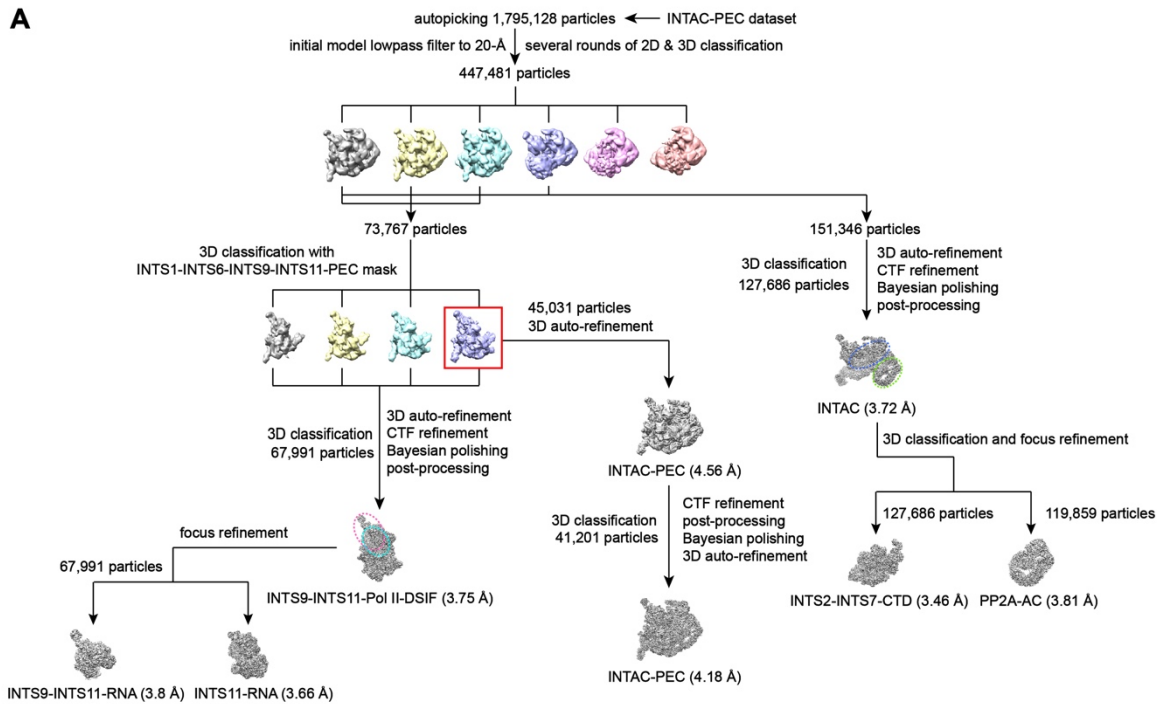 A
autopicking 1,795,128 particles
INTAC-PEC dataset
initial model lowpass filter to 20-Å
several rounds of 2D & 3D classification
447,481 particles
73,767 particles
151,346 particles
3D classification with
INTS1-INTS6-INTS9-INTS11-PEC mask
3D classification
127,686 particles
3D auto-refinement
CTF refinement
Bayesian polishing
post-processing
45,031 particles
3D auto-refinement
INTAC (3.72 Å)
3D classification
67,991 particles
3D auto-refinement
CTF refinement
Bayesian polishing
post-processing
INTAC-PEC (4.56 Å)
3D classification and focus refinement
3D classification
41,201 particles
CTF refinement
post-processing
Bayesian polishing
3D auto-refinement
127,686 particles
119,859 particles
focus refinement
67,991 particles
INTS9-INTS11-Pol II-DSIF (3.75 Å)
INTS2-INTS7-CTD (3.46 Å)
PP2A-AC (3.81 Å)
INTS9-INTS11-RNA (3.8 Å)
INTS11-RNA (3.66 Å)
INTAC-PEC (4.18 Å)